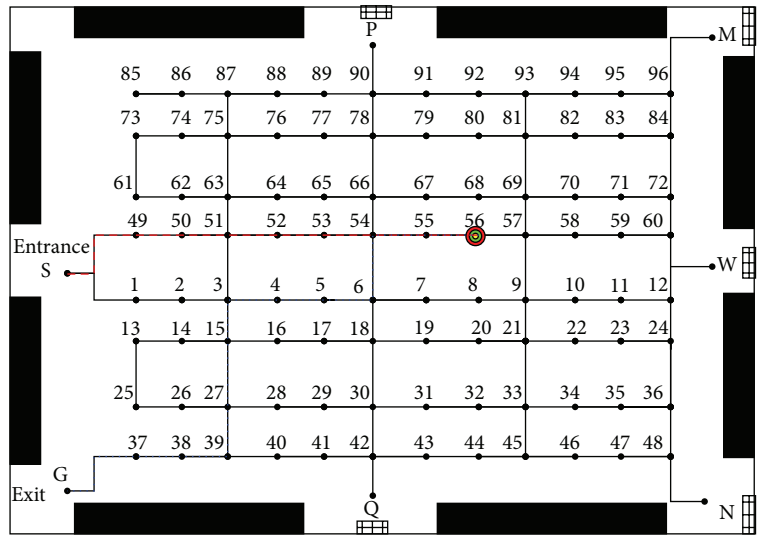 P
M
85 86 87 88 89 90 91 92 93 94 95 96
73 74 75 76 77 78 79 80 81 82 83 84
61 62 63 64 65 66 67 68 69 70 71 72
49 50 51 52 53 54 55 56 57 58 59 60
Entrance
S
W
1 2 3 4 5 6 7 8 9 10 11 12
13 14 15 16 17 18 19 20 21 22 23 24
25 26 27 28 29 30 31 32 33 34 35 36
37 38 39 40 41 42 43 44 45 46 47 48
G
Exit
Q
N